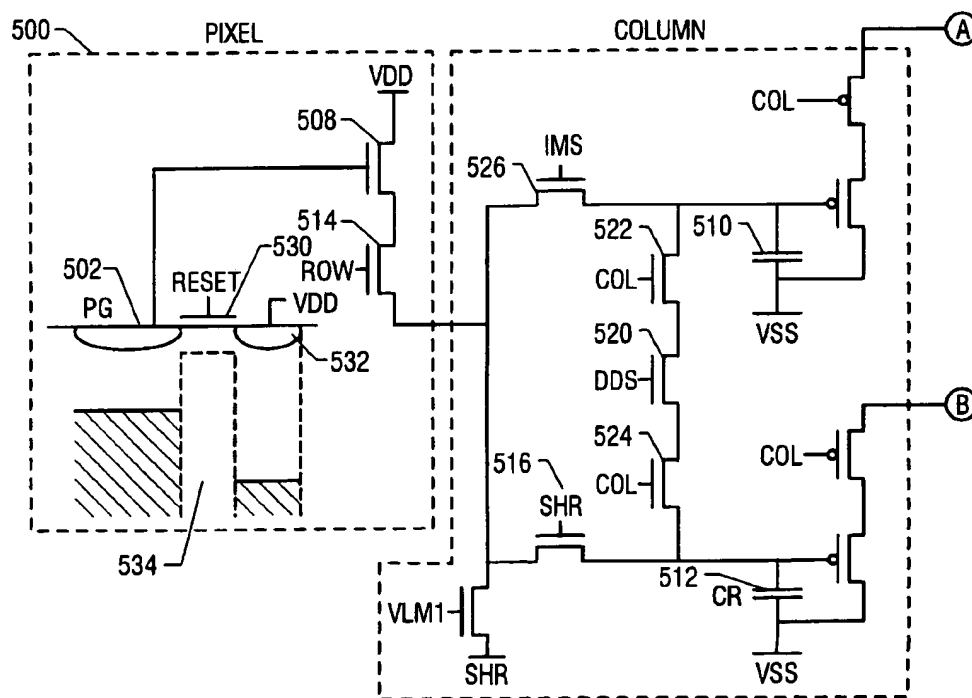 500
PIXEL
COLUMN
A
VDD
508
COL
IMS
526
514
522
510
530
502
RESET
ROW
COL
PG
VDD
520
VSS
532
DDS
B
524
516
COL
COL
SHR
534
512
CR
VLM1
SHR
VSS